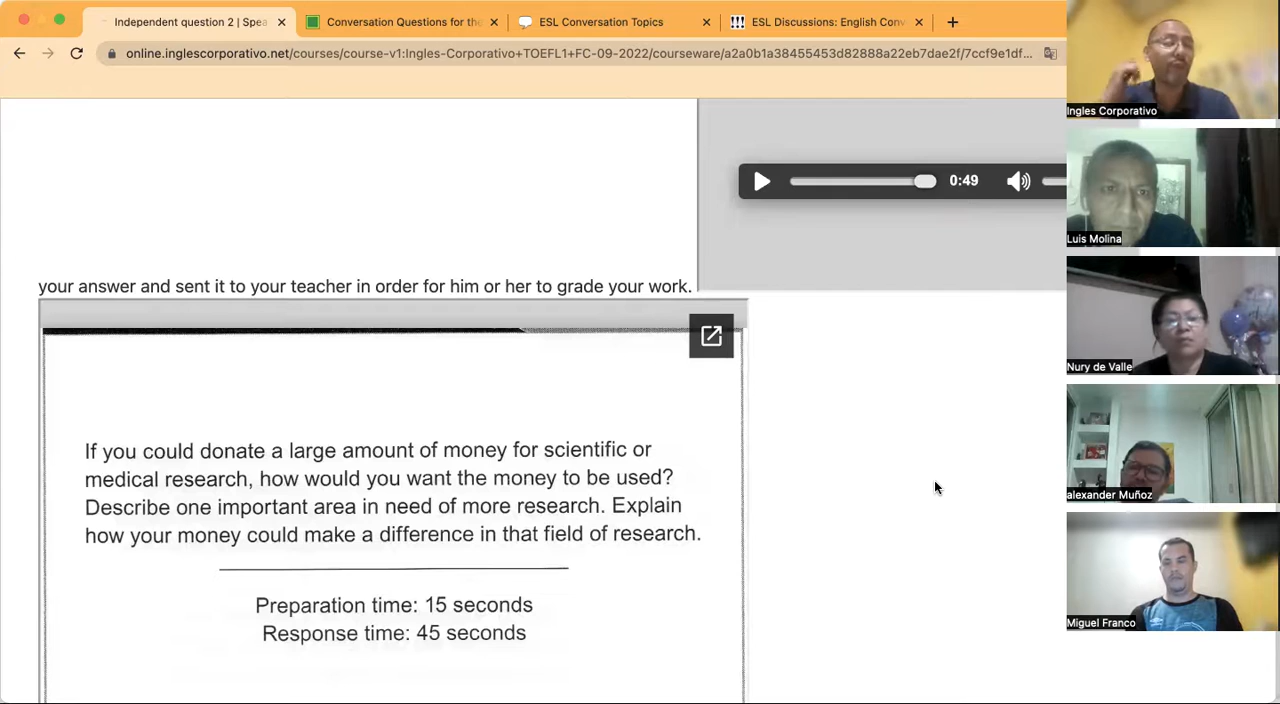 Independent question 2 | Spea
Conversation Questions for the
ESL Conversation Topics
ESL Discussions: English Conv
online.inglescorporativo.net/courses/course-v1:Ingles-Corporativo+TOEFL1+FC-09-2022/courseware/a2a0b1a38455453d82888a22eb7dae2f/7ccf9e1df...
Ingles Corporativo
0:49
Luis Molina
your answer and sent it to your teacher in order for him or her to grade your work.
Nury de Valle
If you could donate a large amount of money for scientific or
medical research, how would you want the money to be used?
Describe one important area in need of more research. Explain
how your money could make a difference in that field of research.
alexander Muñoz
Preparation time: 15 seconds
Response time: 45 seconds
Miguel Franco